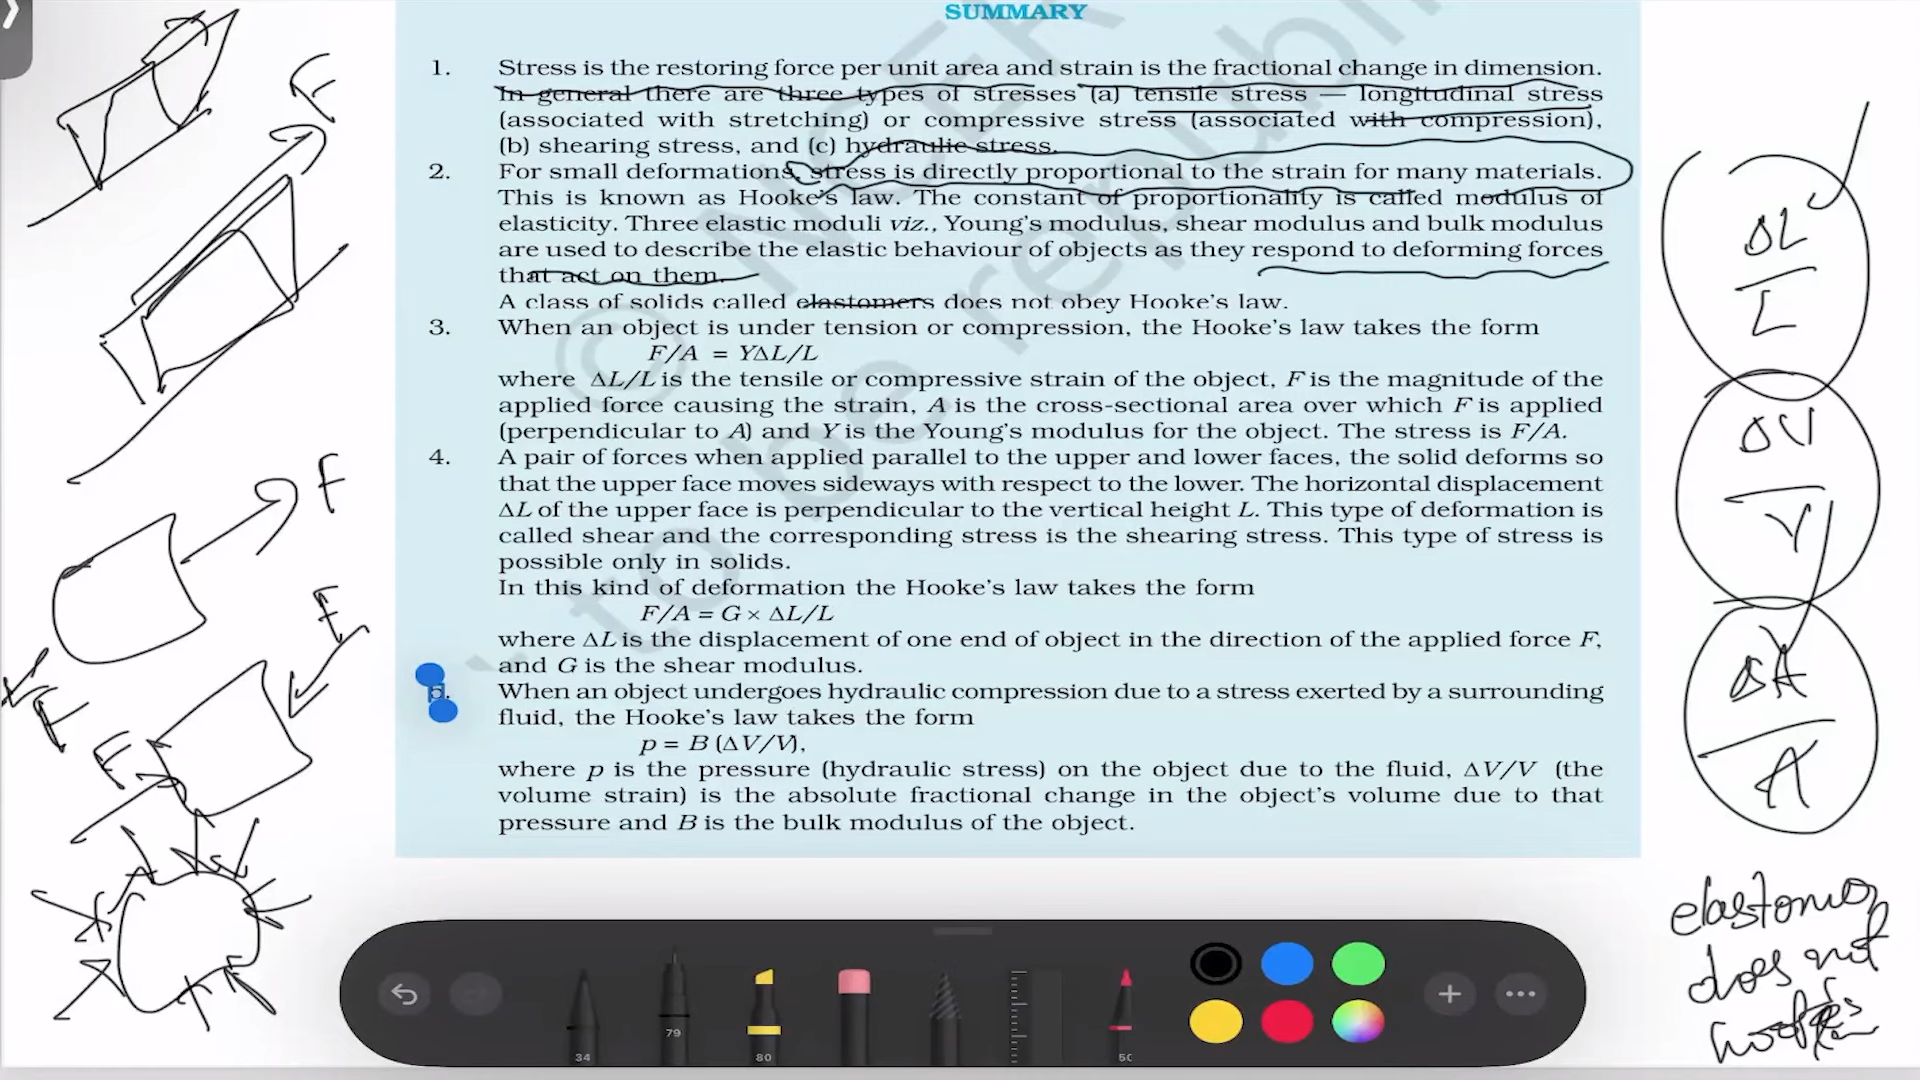 SUMMARY
1. Stress is the restoring force per unit area and strain is the fractional change in dimension.
In general there are three types of stresses (a) tensile stress — longitudinal stress
(associated with stretching) or compressive stress (associated with compression),
(b) shearing stress, and (c) hydraulic stress.
2. For small deformations, stress is directly proportional to the strain for many materials.
This is known as Hooke's law. The constant of proportionality is called modulus of
elasticity. Three elastic moduli viz., Young's modulus, shear modulus and bulk modulus
are used to describe the elastic behaviour of objects as they respond to deforming forces
that act on them.
A class of solids called elastomers does not obey Hooke's law.
3. When an object is under tension or compression, the Hooke's law takes the form
F/A = YΔL/L
where ΔL/L is the tensile or compressive strain of the object, F is the magnitude of the
applied force causing the strain, A is the cross-sectional area over which F is applied
(perpendicular to A) and Y is the Young's modulus for the object. The stress is F/A.
4. A pair of forces when applied parallel to the upper and lower faces, the solid deforms so
that the upper face moves sideways with respect to the lower. The horizontal displacement
ΔL of the upper face is perpendicular to the vertical height L. This type of deformation is
called shear and the corresponding stress is the shearing stress. This type of stress is
possible only in solids.
In this kind of deformation the Hooke's law takes the form
F/A = G × ΔL/L
where ΔL is the displacement of one end of object in the direction of the applied force F,
and G is the shear modulus.
5. When an object undergoes hydraulic compression due to a stress exerted by a surrounding
fluid, the Hooke's law takes the form
p = B (ΔV/V),
where p is the pressure (hydraulic stress) on the object due to the fluid, ΔV/V (the
volume strain) is the absolute fractional change in the object's volume due to that
pressure and B is the bulk modulus of the object.
F
F
F
F
F
ΔL
L
ΔV
V
ΔA
A
elastomer
does not
34
79
80
50